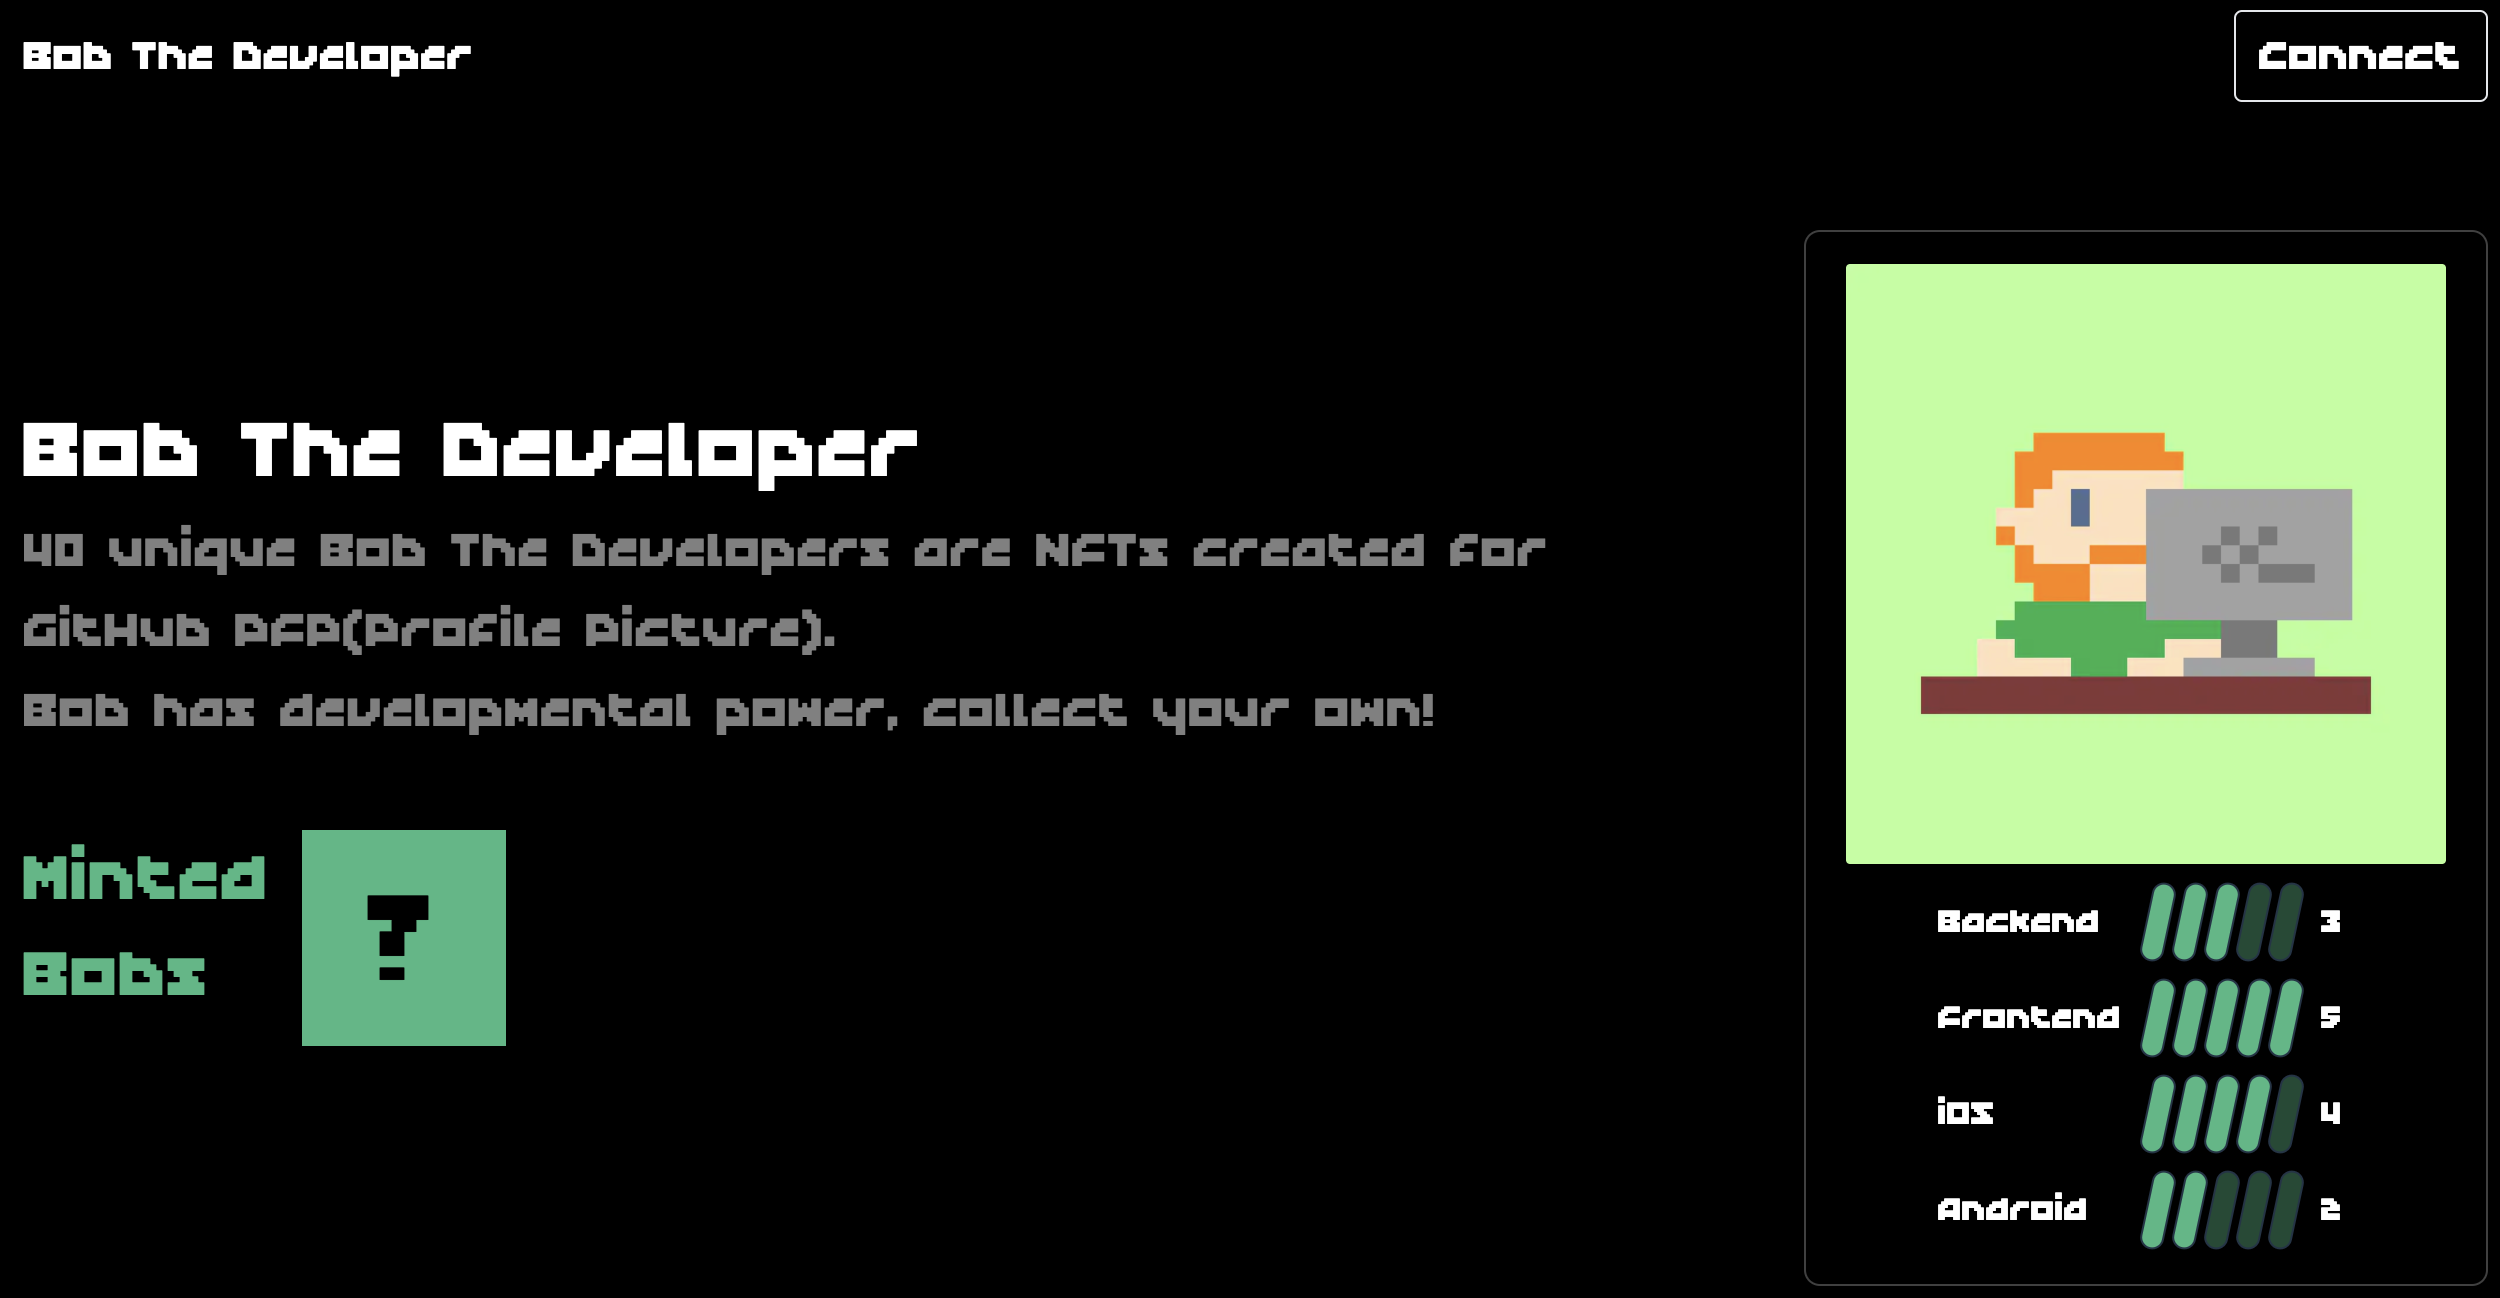 Bob The Developer
Connect
Bob The Developer
40 unique Bob The Developers are NFTs created for
GitHub PFP(Profile Picture).
Bob has developmental power, collect your own!
Minted
Bobs
?
Backend 3
Frontend 5
ios 4
Android 2